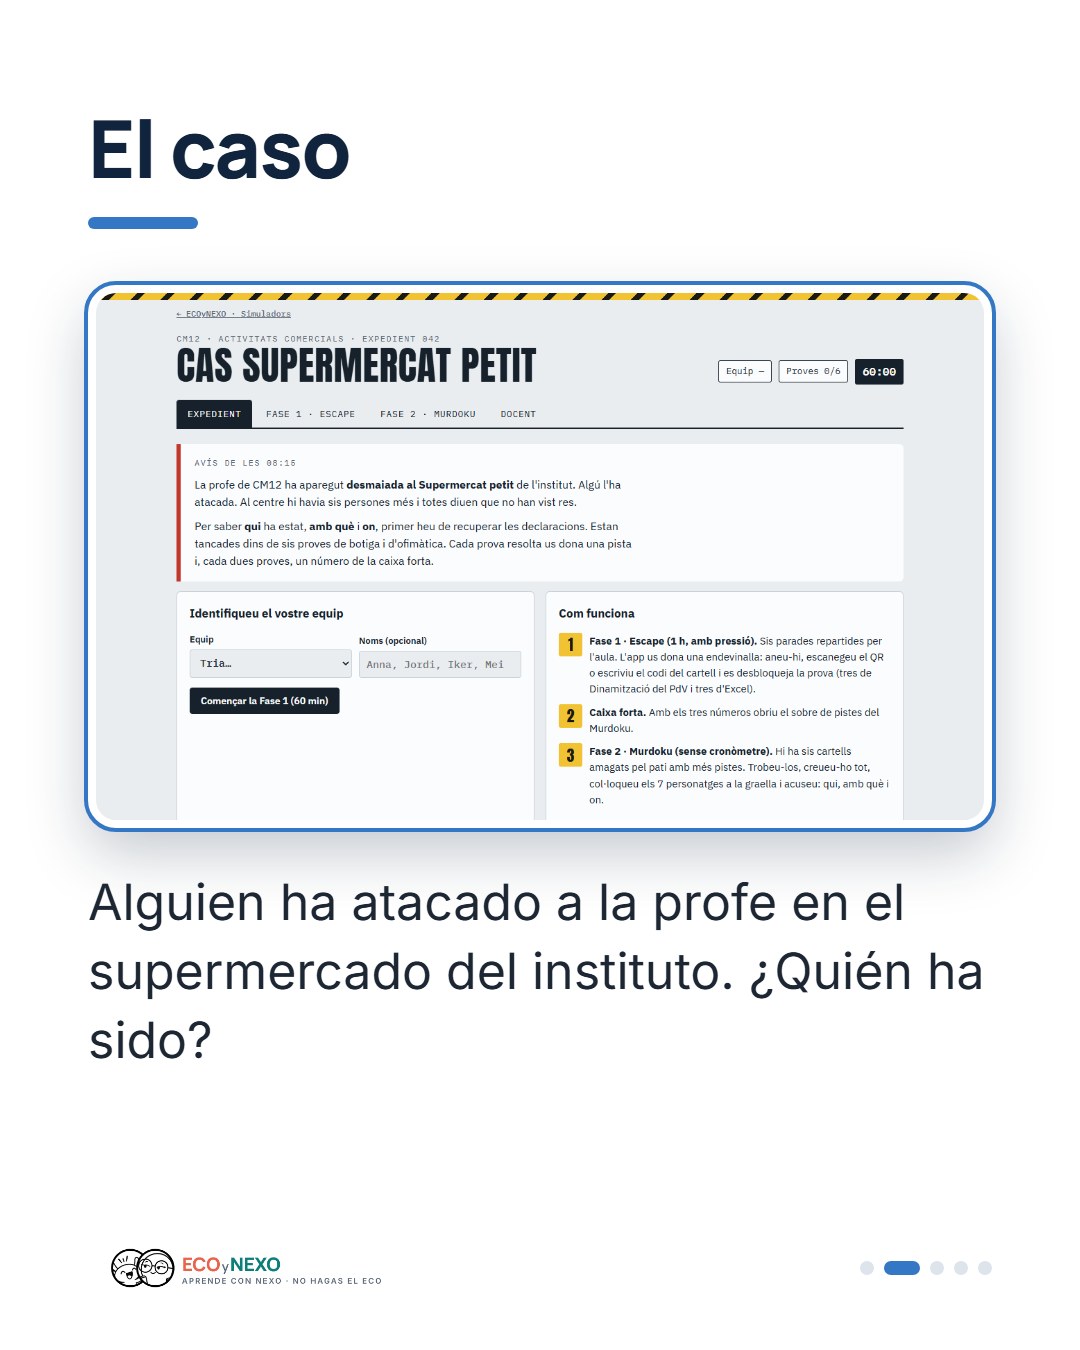 El caso
← ECOyNEXO · Simuladors
CM12 · ACTIVITATS COMERCIALS · EXPEDIENT 042
CAS SUPERMERCAT PETIT
Equip —
Proves 0/6
60:00
EXPEDIENT
FASE 1 · ESCAPE
FASE 2 · MURDOKU
DOCENT
AVÍS DE LES 08:15
La profe de CM12 ha aparegut desmaiada al Supermercat petit de l'institut. Algú l'ha
atacada. Al centre hi havia sis persones més i totes diuen que no han vist res.
Per saber qui ha estat, amb què i on, primer heu de recuperar les declaracions. Estan
tancades dins de sis proves de botiga i d'ofimàtica. Cada prova resolta us dona una pista
i, cada dues proves, un número de la caixa forta.
Identifiqueu el vostre equip
Equip
Tria…
Noms (opcional)
Anna, Jordi, Iker, Mei
Començar la Fase 1 (60 min)
Com funciona
1
Fase 1 · Escape (1 h, amb pressió). Sis parades repartides per
l'aula. L'app us dona una endevinalla: aneu-hi, escanegeu el QR
o escriviu el codi del cartell i es desbloqueja la prova (tres de
Dinamització del PdV i tres d'Excel).
2
Caixa forta. Amb els tres números obriu el sobre de pistes del
Murdoku.
3
Fase 2 · Murdoku (sense cronòmetre). Hi ha sis cartells
amagats pel pati amb més pistes. Trobeu-los, creueu-ho tot,
col·loqueu els 7 personatges a la graella i acuseu: qui, amb què i
on.
Alguien ha atacado a la profe en el
supermercado del instituto. ¿Quién ha
sido?
ECOyNEXO
APRENDE CON NEXO · NO HAGAS EL ECO